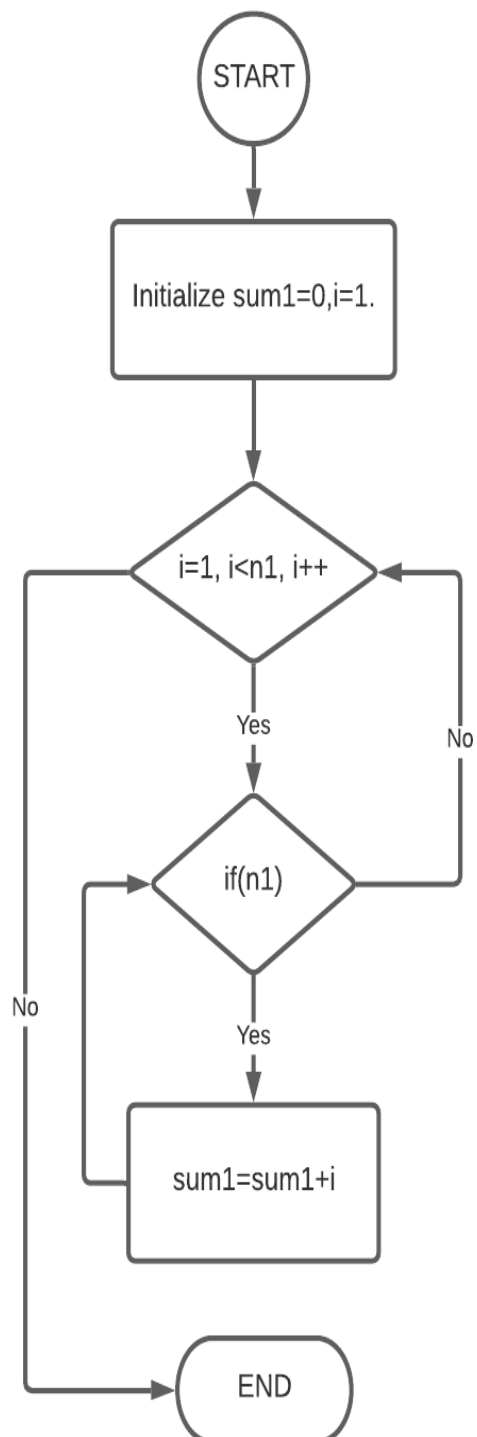 START
Initialize sum1=0,i=1.
i=1, i<n1, i++
Yes
No
if(n1)
No
Yes
sum1=sum1+i
END